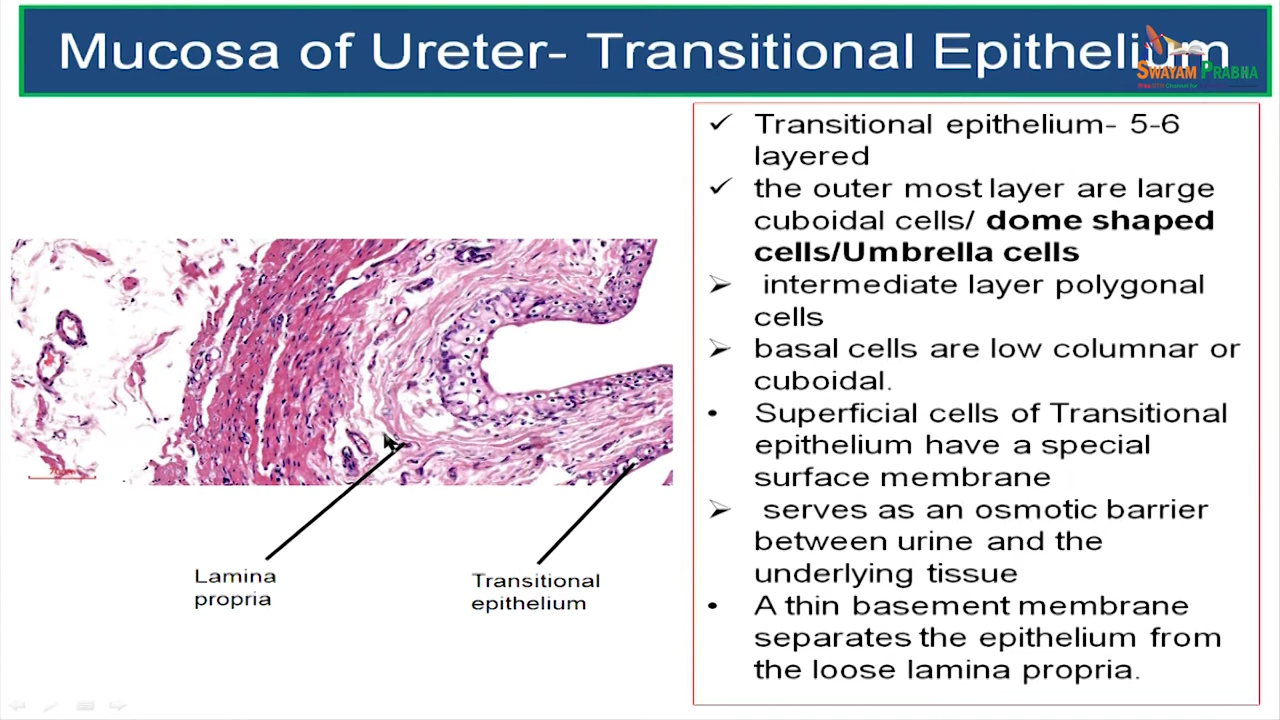 Mucosa of Ureter- Transitional Epithelium
SWAYAM PRABHA
✓ Transitional epithelium- 5-6
layered
✓ the outer most layer are large
cuboidal cells/ dome shaped
cells/Umbrella cells
➢ intermediate layer polygonal
cells
➢ basal cells are low columnar or
cuboidal.
• Superficial cells of Transitional
epithelium have a special
surface membrane
➢ serves as an osmotic barrier
between urine and the
underlying tissue
• A thin basement membrane
separates the epithelium from
the loose lamina propria.
Lamina
propria
Transitional
epithelium